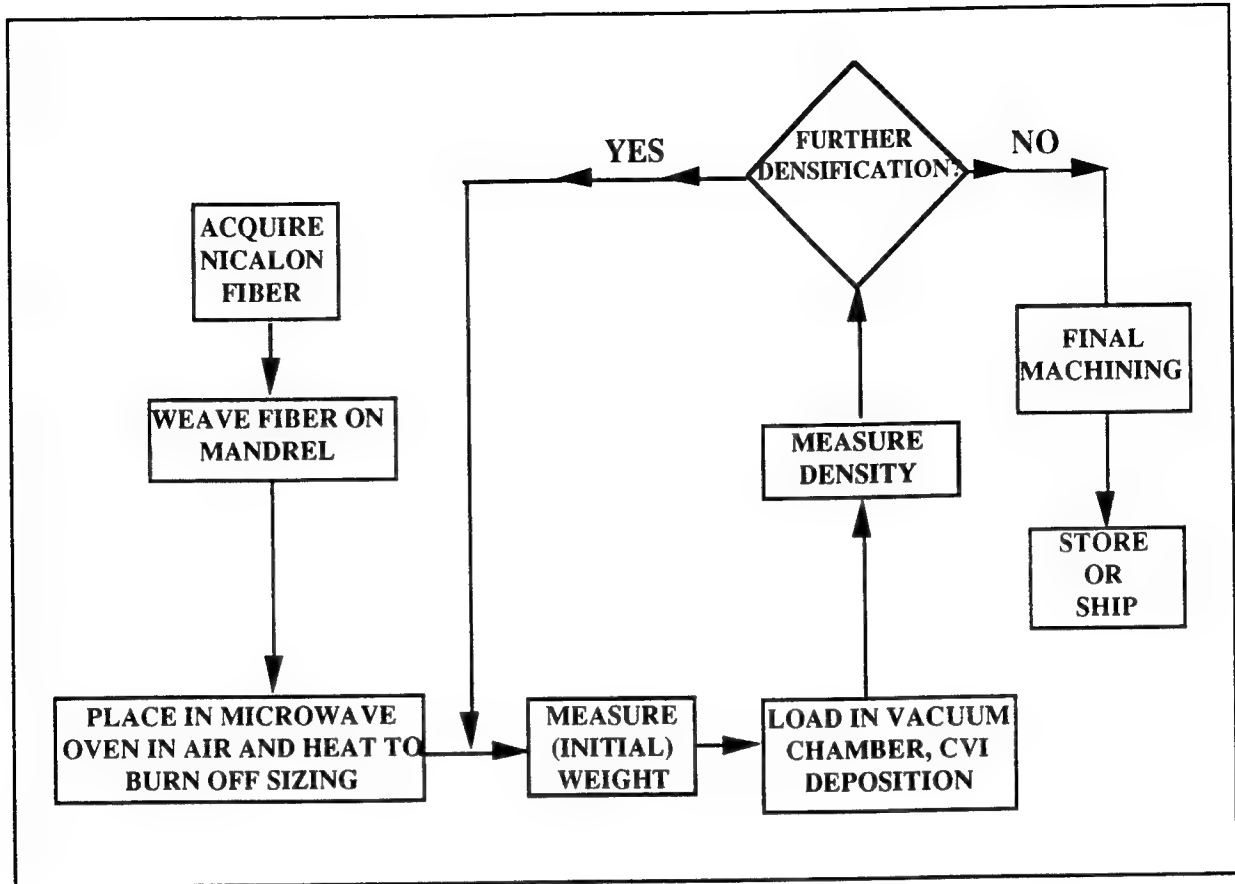 FURTHER
DENSIFICATION?
YES
NO
ACQUIRE
NICALON
FIBER
WEAVE FIBER ON
MANDREL
PLACE IN MICROWAVE
OVEN IN AIR AND HEAT TO
BURN OFF SIZING
MEASURE
(INITIAL)
WEIGHT
LOAD IN VACUUM
CHAMBER, CVI
DEPOSITION
MEASURE
DENSITY
FINAL
MACHINING
STORE
OR
SHIP